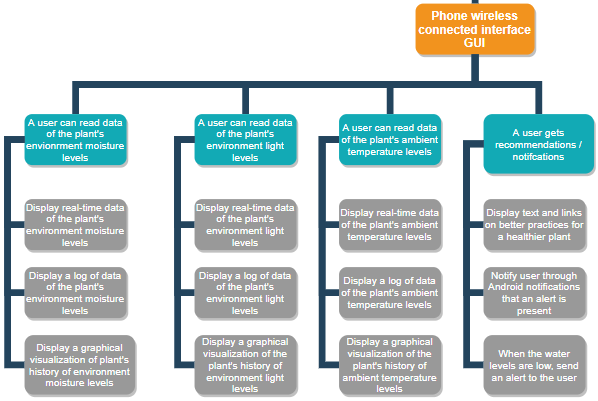 Phone wireless
connected interface
GUI
A user can read data
of the plant's
environment moisture
levels
A user can read data
of the plant's
environment light
levels
A user can read data
of the plant's ambient
temperature levels
A user gets
recommendations /
notifcations
Display real-time data
of the plant's
environment moisture
levels
Display real-time data
of the plant's
environment light
levels
Display real-time data
of the plant's ambient
temperature levels
Display text and links
on better practices for
a healthier plant
Display a log of data
of the plant's
environment moisture
levels
Display a log of data
of the plant's
environment light
levels
Display a log of data
of the plant's ambient
temperature levels
Notify user through
Android notifications
that an alert is
present
Display a graphical
visualization of plant's
history of environment
moisture levels
Display a graphical
visualization of the
plant's history of
environment light levels
Display a graphical
visualization of the
plant's history of
ambient temperature
levels
When the water
levels are low, send
an alert to the user